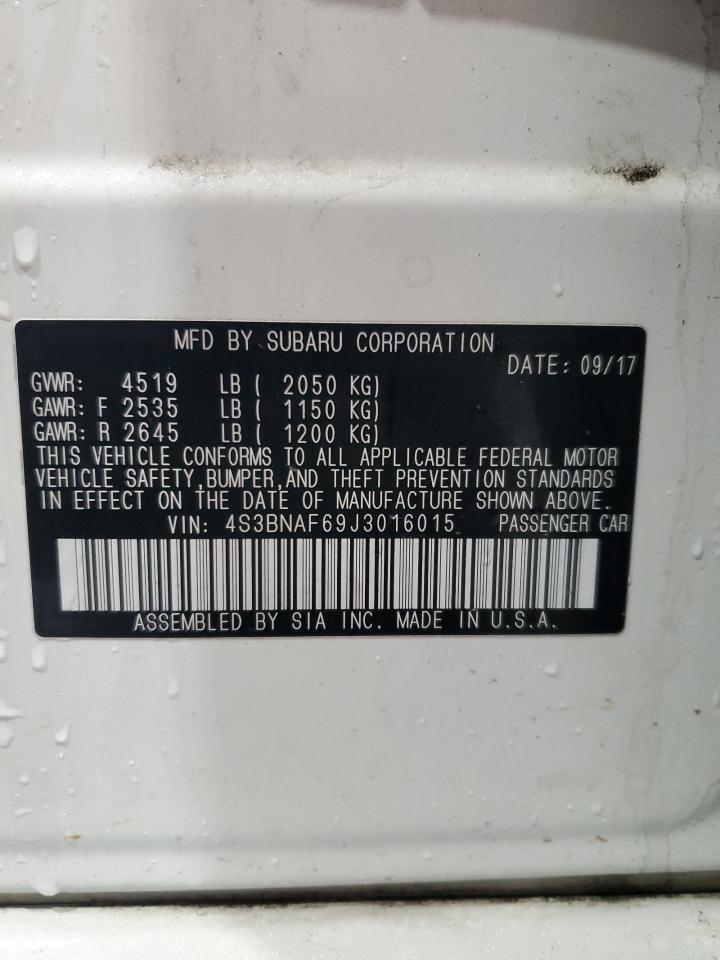 MFD BY SUBARU CORPORATION
DATE: 09/17
GVWR: 4519 LB ( 2050 KG)
GAWR: F 2535 LB ( 1150 KG)
GAWR: R 2645 LB ( 1200 KG)
THIS VEHICLE CONFORMS TO ALL APPLICABLE FEDERAL MOTOR
VEHICLE SAFETY,BUMPER,AND THEFT PREVENTION STANDARDS
IN EFFECT ON THE DATE OF MANUFACTURE SHOWN ABOVE.
VIN: 4S3BNAF69J3016015 PASSENGER CAR
ASSEMBLED BY SIA INC. MADE IN U.S.A.